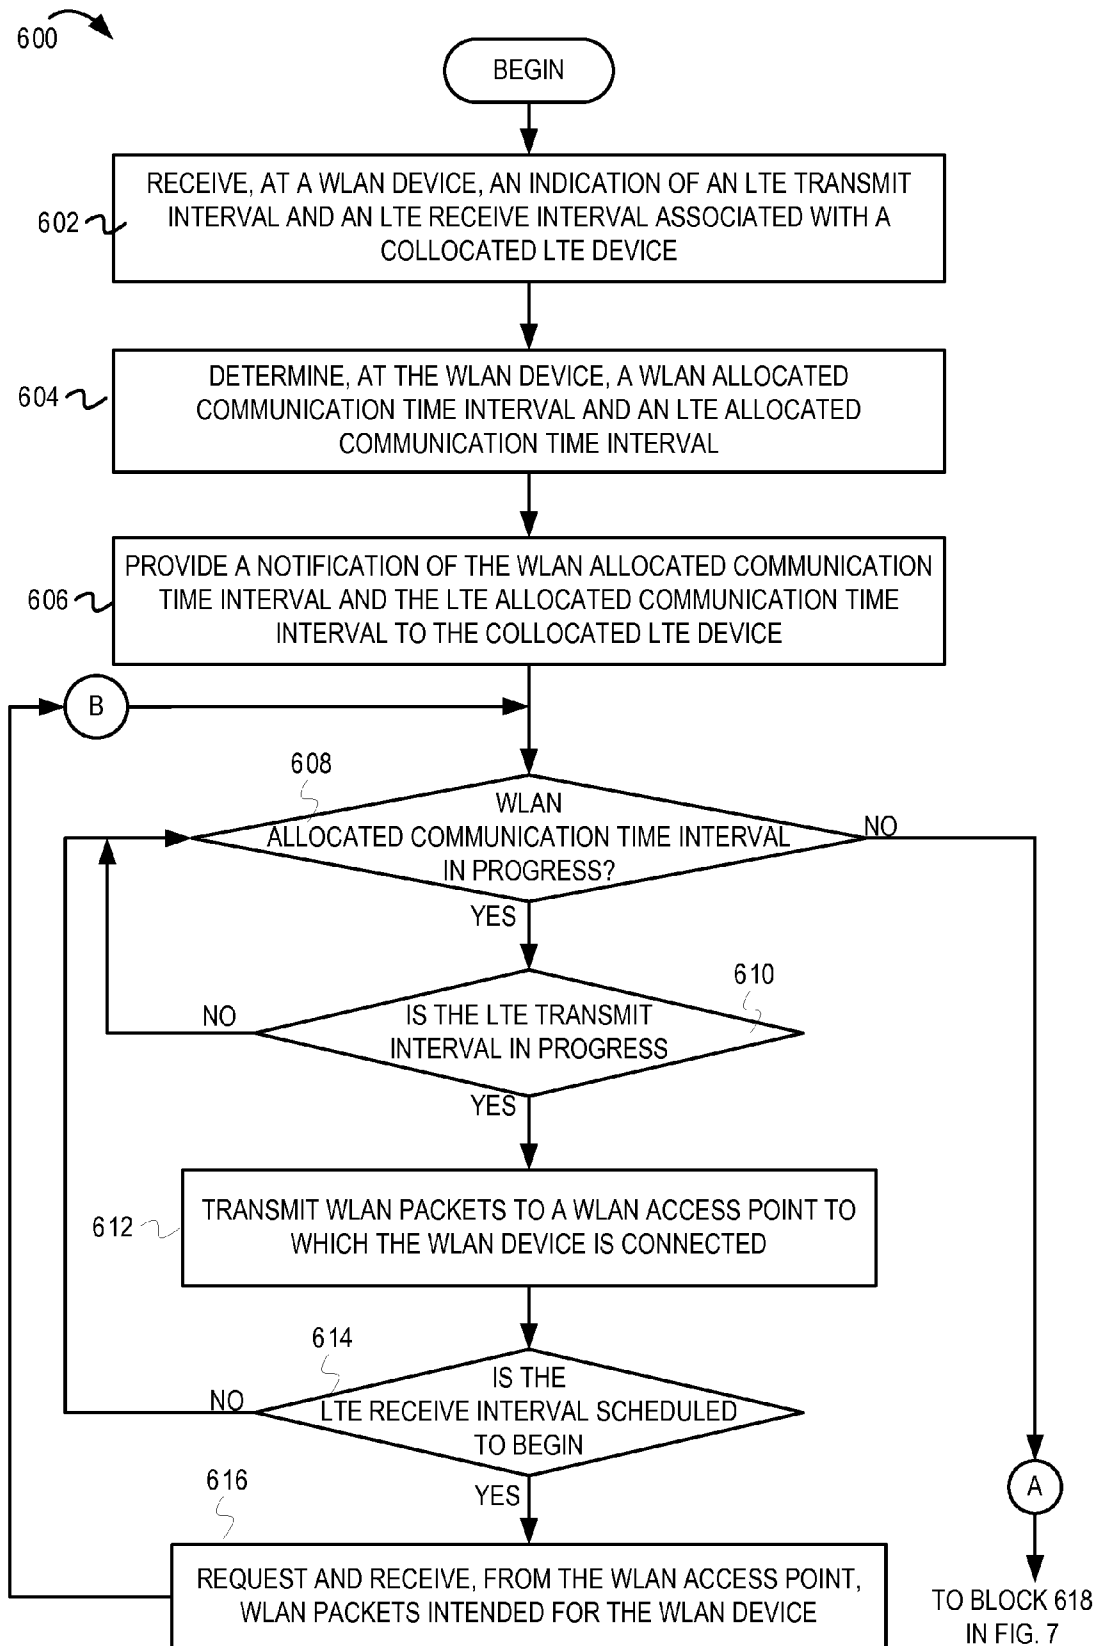 600
BEGIN
RECEIVE, AT A WLAN DEVICE, AN INDICATION OF AN LTE TRANSMIT
INTERVAL AND AN LTE RECEIVE INTERVAL ASSOCIATED WITH A
COLLOCATED LTE DEVICE
602
DETERMINE, AT THE WLAN DEVICE, A WLAN ALLOCATED
COMMUNICATION TIME INTERVAL AND AN LTE ALLOCATED
COMMUNICATION TIME INTERVAL
604
PROVIDE A NOTIFICATION OF THE WLAN ALLOCATED COMMUNICATION
TIME INTERVAL AND THE LTE ALLOCATED COMMUNICATION TIME
INTERVAL TO THE COLLOCATED LTE DEVICE
606
B
608
WLAN
ALLOCATED COMMUNICATION TIME INTERVAL
IN PROGRESS?
NO
YES
610
IS THE LTE TRANSMIT
INTERVAL IN PROGRESS
NO
YES
TRANSMIT WLAN PACKETS TO A WLAN ACCESS POINT TO
WHICH THE WLAN DEVICE IS CONNECTED
612
614
IS THE
LTE RECEIVE INTERVAL SCHEDULED
TO BEGIN
NO
YES
616
REQUEST AND RECEIVE, FROM THE WLAN ACCESS POINT,
WLAN PACKETS INTENDED FOR THE WLAN DEVICE
A
TO BLOCK 618
IN FIG. 7